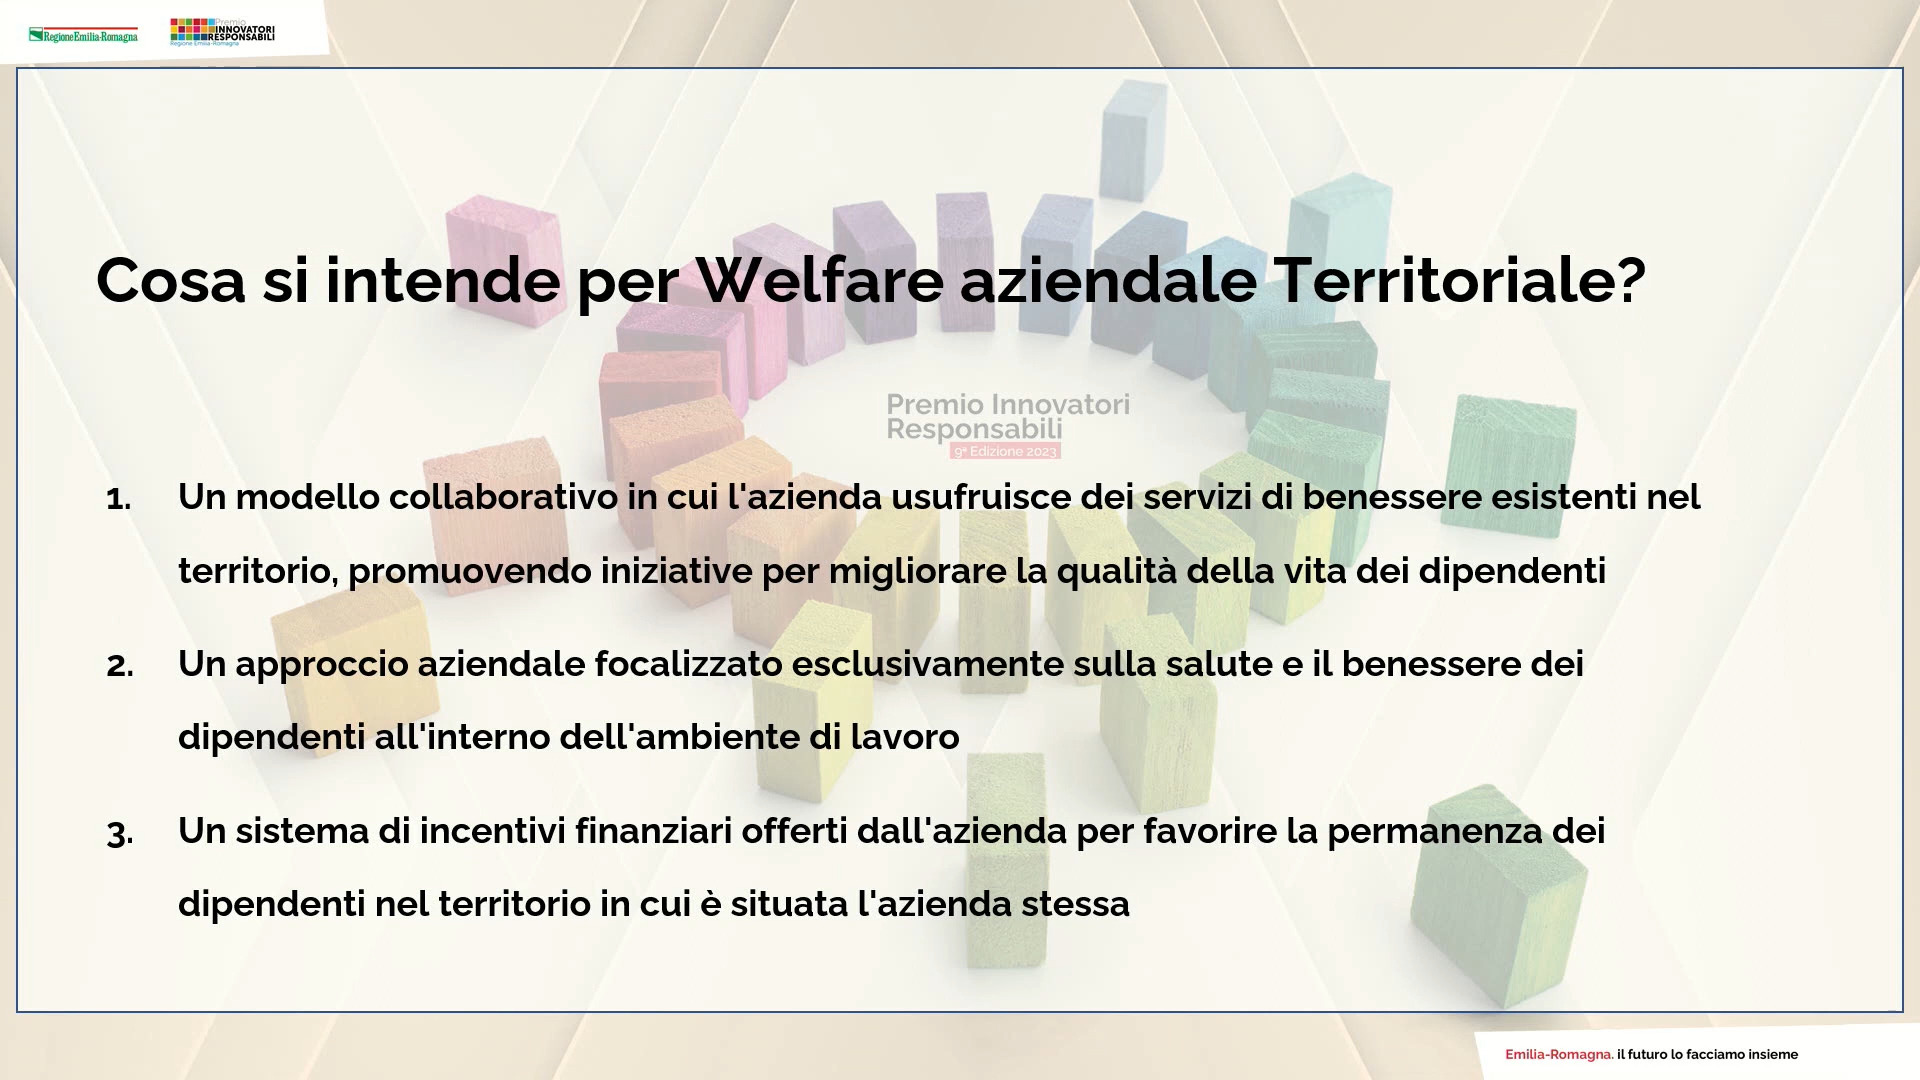 RegioneEmilia-Romagna
Premio
INNOVATORI
RESPONSABILI
Regione Emilia-Romagna
Cosa si intende per Welfare aziendale Territoriale?
Premio Innovatori
Responsabili
9ª Edizione 2023
1. Un modello collaborativo in cui l'azienda usufruisce dei servizi di benessere esistenti nel
territorio, promuovendo iniziative per migliorare la qualità della vita dei dipendenti
2. Un approccio aziendale focalizzato esclusivamente sulla salute e il benessere dei
dipendenti all'interno dell'ambiente di lavoro
3. Un sistema di incentivi finanziari offerti dall'azienda per favorire la permanenza dei
dipendenti nel territorio in cui è situata l'azienda stessa
Emilia-Romagna. il futuro lo facciamo insieme